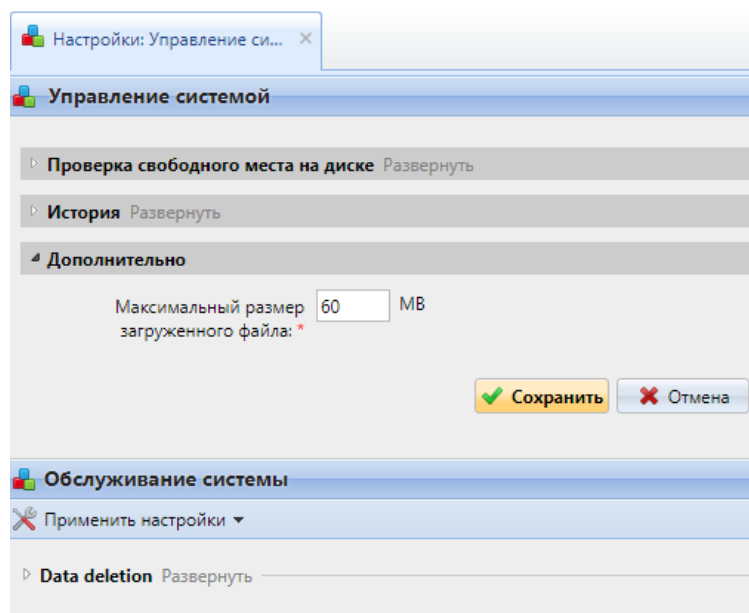 Настройки: Управление си...
Управление системой
Проверка свободного места на диске Развернуть
История Развернуть
Дополнительно
Максимальный размер 60 MB
загруженного файла: *
Сохранить Отмена
Обслуживание системы
Применить настройки
Data deletion Развернуть